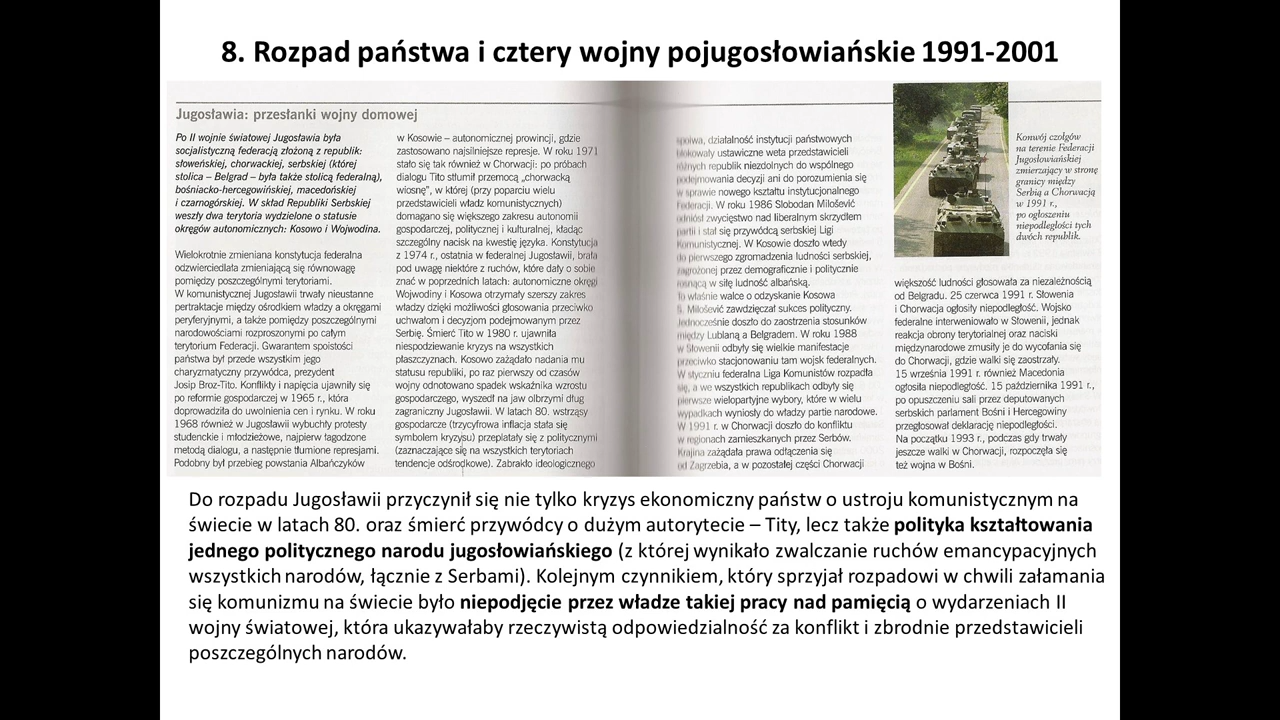 8. Rozpad państwa i cztery wojny pojugosłowiańskie 1991-2001
Jugosławia: przesłanki wojny domowej
Po II wojnie światowej Jugosławia była
socjalistyczną federacją złożoną z republik:
słoweńskiej, chorwackiej, serbskiej (której
stolica – Belgrad – była także stolicą federalną),
bośniacko-hercegowińskiej, macedońskiej
i czarnogórskiej. W skład Republiki Serbskiej
weszły dwa terytoria wydzielone o statusie
okręgów autonomicznych: Kosowo i Wojwodina.
Wielokrotnie zmieniana konstytucja federalna
odzwierciedlała zmieniającą się równowagę
pomiędzy poszczególnymi terytoriami.
W komunistycznej Jugosławii trwały nieustanne
pertraktacje między ośrodkiem władzy a okręgami
peryferyjnymi, a także pomiędzy poszczególnymi
narodowościami rozproszonymi po całym
terytorium Federacji. Gwarantem spoistości
państwa był przede wszystkim jego
charyzmatyczny przywódca, prezydent
Josip Broz-Tito. Konflikty i napięcia ujawniły się
po reformie gospodarczej w 1965 r., która
doprowadziła do uwolnienia cen i rynku. W roku
1968 również w Jugosławii wybuchły protesty
studenckie i młodzieżowe, najpierw łagodzone
metodą dialogu, a następnie tłumione represjami.
Podobny był przebieg powstania Albańczyków
w Kosowie – autonomicznej prowincji, gdzie
zastosowano najsilniejsze represje. W roku 1971
stało się tak również w Chorwacji: po próbach
dialogu Tito stłumił przemocą „chorwacką
wiosnę”, w której (przy poparciu wielu
przedstawicieli władz komunistycznych)
domagano się większego zakresu autonomii
gospodarczej, politycznej i kulturalnej, kładąc
szczególny nacisk na kwestię języka. Konstytucja
z 1974 r., ostatnia w federalnej Jugosławii, brała
pod uwagę niektóre z ruchów, które dały o sobie
znać w poprzednich latach: autonomiczne okręgi
Wojwodiny i Kosowa otrzymały szerszy zakres
władzy dzięki możliwości głosowania przeciwko
uchwałom i decyzjom podejmowanym przez
Serbię. Śmierć Tito w 1980 r. ujawniła
niespodziewanie kryzys na wszystkich
płaszczyznach. Kosowo zażądało nadania mu
statusu republiki, po raz pierwszy od czasów
wojny odnotowano spadek wskaźnika wzrostu
gospodarczego, wyszedł na jaw olbrzymi dług
zagraniczny Jugosławii. W latach 80. wstrząsy
gospodarcze (trzycyfrowa inflacja stała się
symbolem kryzysu) przeplatały się z politycznymi
(zaznaczające się na wszystkich terytoriach
tendencje odśrodkowe). Zabrakło ideologicznego
spoiwa, działalność instytucji państwowych
blokowały ustawiczne weta przedstawicieli
różnych republik niezdolnych do wspólnego
podejmowania decyzji ani do porozumienia się
w sprawie nowego kształtu instytucjonalnego
Federacji. W roku 1986 Slobodan Milošević
odniósł zwycięstwo nad liberalnym skrzydłem
partii i stał się przywódcą serbskiej Ligi
Komunistycznej. W Kosowie doszło wtedy
do pierwszego zgromadzenia ludności serbskiej,
zagrożonej przez demograficznie i politycznie
rosnącą w siłę ludność albańską.
To właśnie walce o odzyskanie Kosowa
S. Milošević zawdzięczał sukces polityczny.
Jednocześnie doszło do zaostrzenia stosunków
między Lublaną a Belgradem. W roku 1988
w Słowenii odbyły się wielkie manifestacje
przeciwko stacjonowaniu tam wojsk federalnych.
W styczniu federalna Liga Komunistów rozpadła
się, a we wszystkich republikach odbyły się
pierwsze wielopartyjne wybory, które w wielu
wypadkach wyniosły do władzy partie narodowe.
W 1991 r. w Chorwacji doszło do konfliktu
w regionach zamieszkanych przez Serbów.
Krajina zażądała prawa odłączenia się
od Zagrzebia, a w pozostałej części Chorwacji
Konwój czołgów
na terenie Federacji
Jugosłowiańskiej
zmierzający w stronę
granicy między
Serbią a Chorwacją
w 1991 r.,
po ogłoszeniu
niepodległości tych
dwóch republik.
większość ludności głosowała za niezależnością
od Belgradu. 25 czerwca 1991 r. Słowenia
i Chorwacja ogłosiły niepodległość. Wojsko
federalne interweniowało w Słowenii, jednak
reakcja obrony terytorialnej oraz naciski
międzynarodowe zmusiły je do wycofania się
do Chorwacji, gdzie walki się zaostrzały.
15 września 1991 r. również Macedonia
ogłosiła niepodległość. 15 października 1991 r.,
po opuszczeniu sali przez deputowanych
serbskich parlament Bośni i Hercegowiny
przegłosował deklarację niepodległości.
Na początku 1993 r., podczas gdy trwały
jeszcze walki w Chorwacji, rozpoczęła się
też wojna w Bośni.
Do rozpadu Jugosławii przyczynił się nie tylko kryzys ekonomiczny państw o ustroju komunistycznym na
świecie w latach 80. oraz śmierć przywódcy o dużym autorytecie – Tity, lecz także polityka kształtowania
jednego politycznego narodu jugosłowiańskiego (z której wynikało zwalczanie ruchów emancypacyjnych
wszystkich narodów, łącznie z Serbami). Kolejnym czynnikiem, który sprzyjał rozpadowi w chwili załamania
się komunizmu na świecie było niepodjęcie przez władze takiej pracy nad pamięcią o wydarzeniach II
wojny światowej, która ukazywałaby rzeczywistą odpowiedzialność za konflikt i zbrodnie przedstawicieli
poszczególnych narodów.